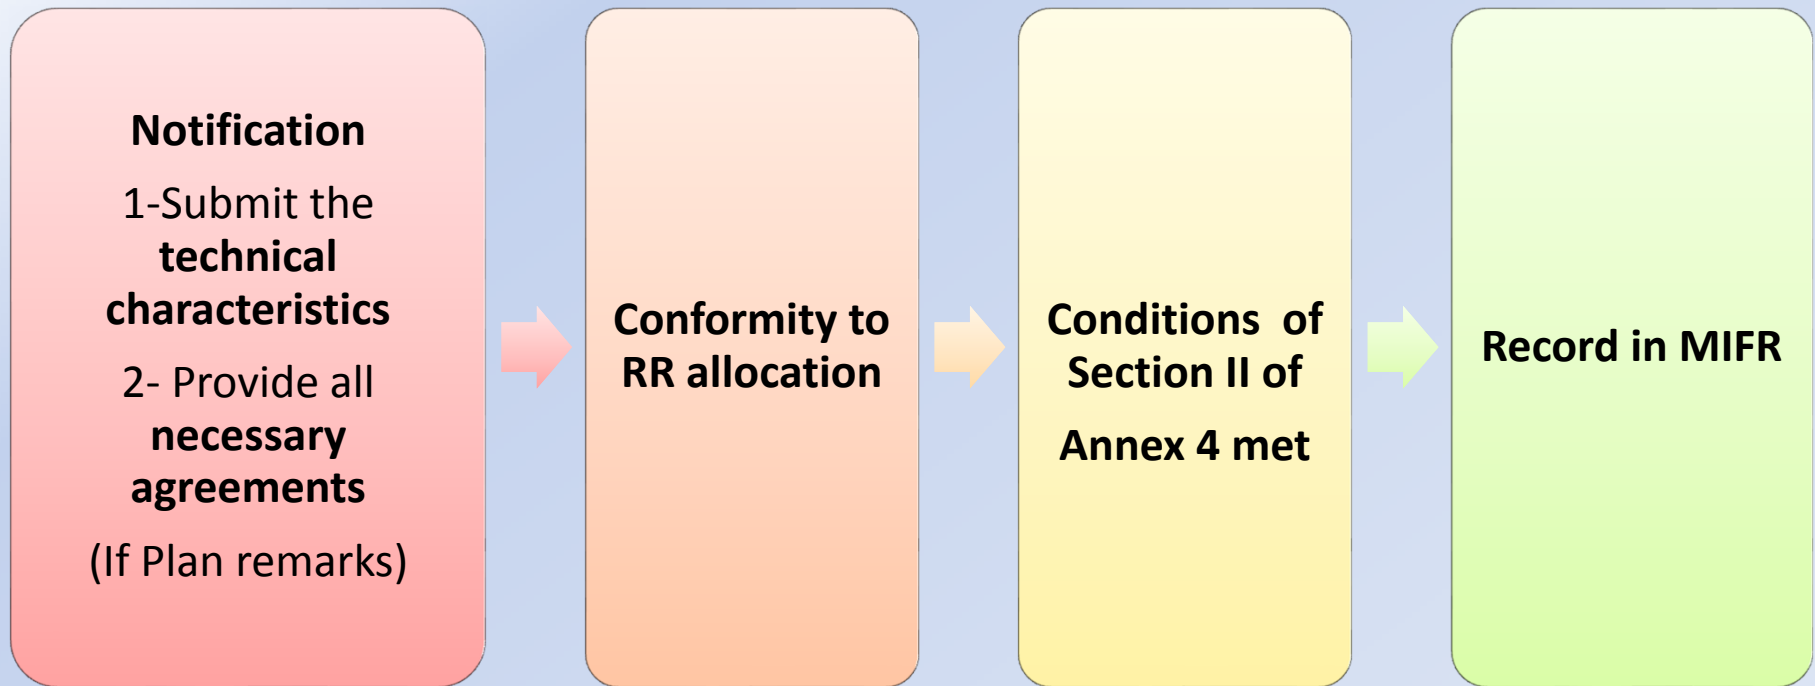 Notification
1-Submit the
technical
characteristics
2- Provide all
necessary
agreements
(If Plan remarks)
Conformity to
RR allocation
Conditions  of
Section II of
Annex 4 met
Record in MIFR